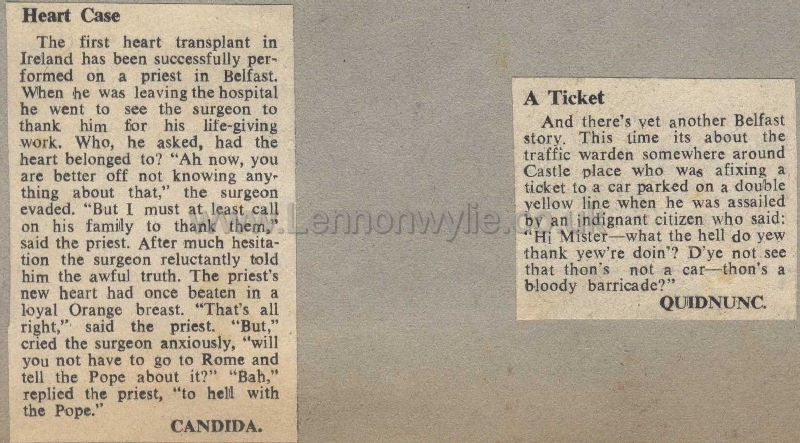 Heart Case
The first heart transplant in
Ireland has been successfully per-
formed on a priest in Belfast.
When he was leaving the hospital
he went to see the surgeon to
thank him for his life-giving
work. Who, he asked, had the
heart belonged to? "Ah now, you
are better off not knowing any-
thing about that," the surgeon
evaded. "But I must at least call
on his family to thank them,"
said the priest. After much hesita-
tion the surgeon reluctantly told
him the awful truth. The priest's
new heart had once beaten in a
loyal Orange breast. "That's all
right," said the priest. "But,"
cried the surgeon anxiously, "will
you not have to go to Rome and
tell the Pope about it?" "Bah,"
replied the priest, "to hell with
the Pope."
CANDIDA.
A Ticket
And there's yet another Belfast
story. This time its about the
traffic warden somewhere around
Castle place who was afixing a
ticket to a car parked on a double
yellow line when he was assailed
by an indignant citizen who said:
"Hi Mister—what the hell do yew
thank yew're doin'? D'ye not see
that thon's not a car—thon's a
bloody barricade?"
QUIDNUNC.
www.Lennonwylie.co.uk